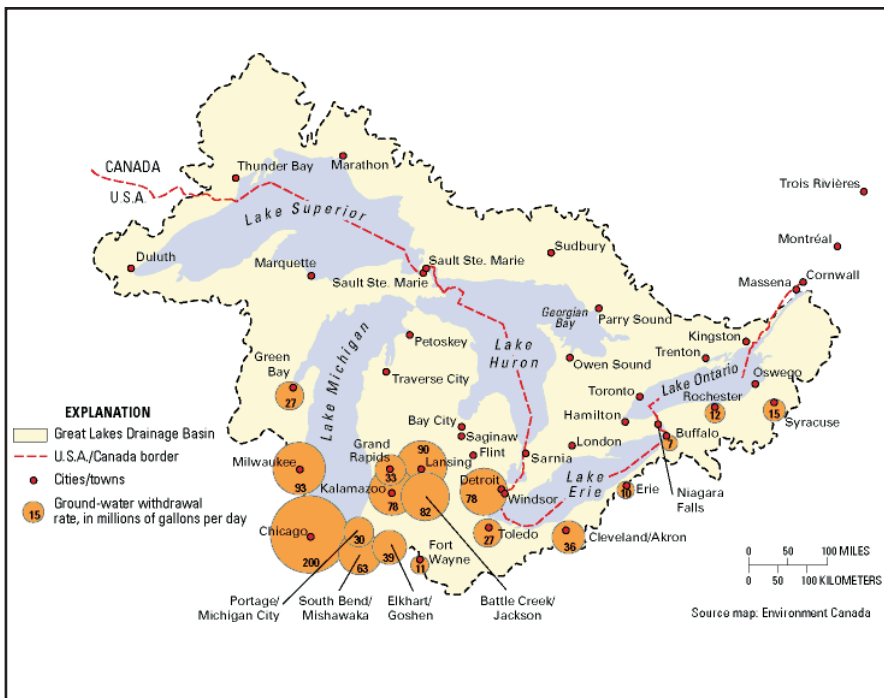 CANADA
U.S.A.
Thunder Bay
Marathon
Lake Superior
Trois Rivières
Montréal
Duluth
Marquette
Sault Ste. Marie
Sault Ste. Marie
Sudbury
Cornwall
Massena
Georgian
Bay
Parry Sound
Kingston
Petoskey
Lake
Huron
Owen Sound
Trenton
Oswego
Green
Bay
27
Lake Michigan
Traverse City
Toronto
Lake Ontario
Rochester
12
15
Syracuse
Hamilton
Buffalo
7
Bay City
Saginaw
Flint
London
Sarnia
EXPLANATION
Great Lakes Drainage Basin
U.S.A./Canada border
Cities/towns
15
Ground-water withdrawal
rate, in millions of gallons per day
Milwaukee
93
Grand
Rapids
33
90
Lansing
Kalamazoo
78
82
Detroit
78
Windsor
Lake
Erie
Erie
10
Niagara
Falls
Chicago
200
30
63
39
Fort
Wayne
11
27
Toledo
36
Cleveland/Akron
Portage/
Michigan City
South Bend/
Mishawaka
Elkhart/
Goshen
Battle Creek/
Jackson
0 50 100 MILES
0 50 100 KILOMETERS
Source map: Environment Canada